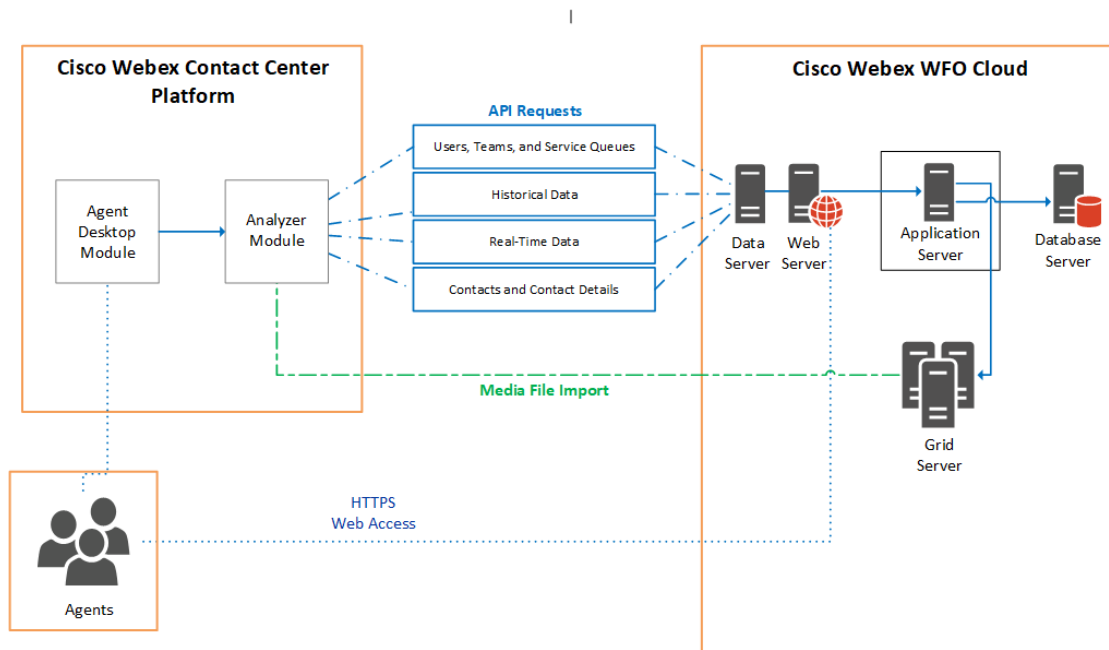 Cisco Webex Contact Center
Platform
Cisco Webex WFO Cloud
API Requests
Users, Teams, and Service Queues
Historical Data
Real-Time Data
Contacts and Contact Details
Agent
Desktop
Module
Analyzer
Module
Data
Server
Web
Server
Application
Server
Database
Server
Media File Import
Grid
Server
HTTPS
Web Access
Agents